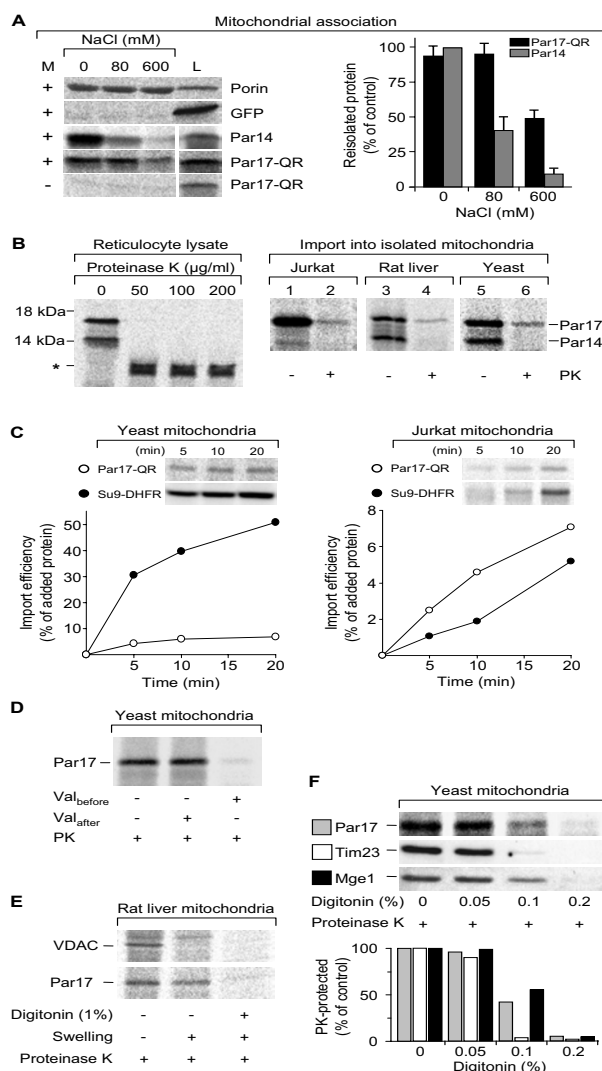 A
Mitochondrial association
NaCl (mM)
M 0 80 600 L
+ Porin
+ GFP
+ Par14
+ Par17-QR
- Par17-QR
Par17-QR
Par14
Reisolated protein
(% of control)
100
75
50
25
0
0 80 600
NaCl (mM)
B
Reticulocyte lysate
Proteinase K (µg/ml)
0 50 100 200
18 kDa
14 kDa
*
Import into isolated mitochondria
Jurkat Rat liver Yeast
1 2 3 4 5 6
Par17
Par14
- + - + - + PK
C
Yeast mitochondria
(min) 5 10 20
Par17-QR
Su9-DHFR
Import efficiency
(% of added protein)
50
40
30
20
10
0
5 10 15 20
Time (min)
Jurkat mitochondria
(min) 5 10 20
Par17-QR
Su9-DHFR
Import efficiency
(% of added protein)
8
6
4
2
0
5 10 15 20
Time (min)
D
Yeast mitochondria
Par17
Valbefore - - +
Valafter - + -
PK + + +
E
Rat liver mitochondria
VDAC
Par17
Digitonin (1%) - - +
Swelling - + +
Proteinase K + + +
F
Yeast mitochondria
Par17
Tim23
Mge1
Digitonin (%) 0 0.05 0.1 0.2
Proteinase K + + + +
PK-protected
(% of control)
100
50
0
0 0.05 0.1 0.2
Digitonin (%)